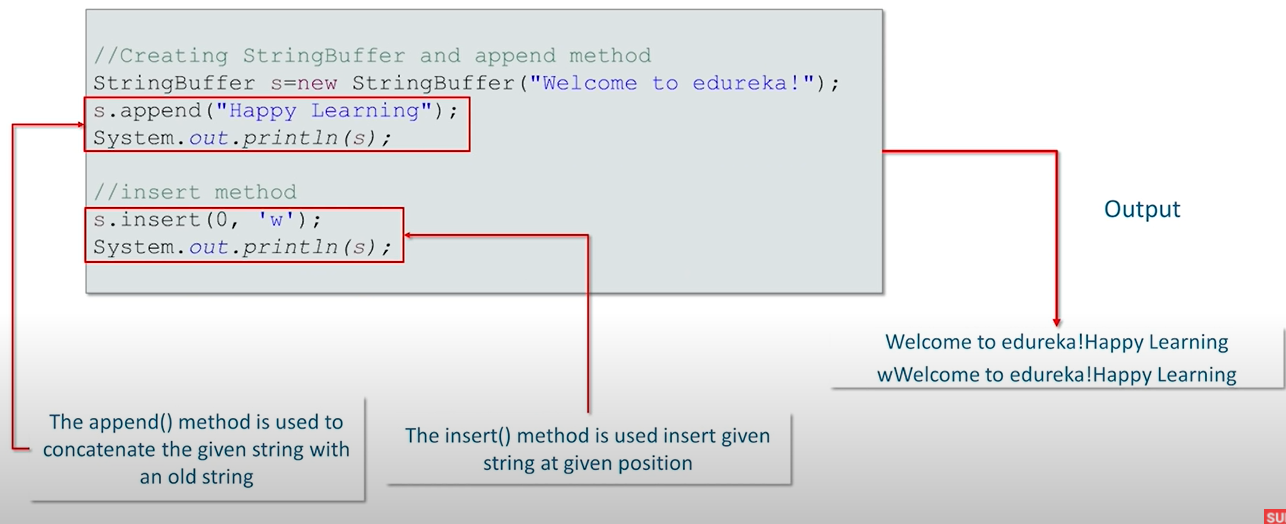 //Creating StringBuffer and append method
StringBuffer s=new StringBuffer("Welcome to edureka!");
s.append("Happy Learning");
System.out.println(s);
//insert method
s.insert(0, 'w');
System.out.println(s);
Output
Welcome to edureka!Happy Learning
wWelcome to edureka!Happy Learning
The append() method is used to
concatenate the given string with
an old string
The insert() method is used insert given
string at given position
SU